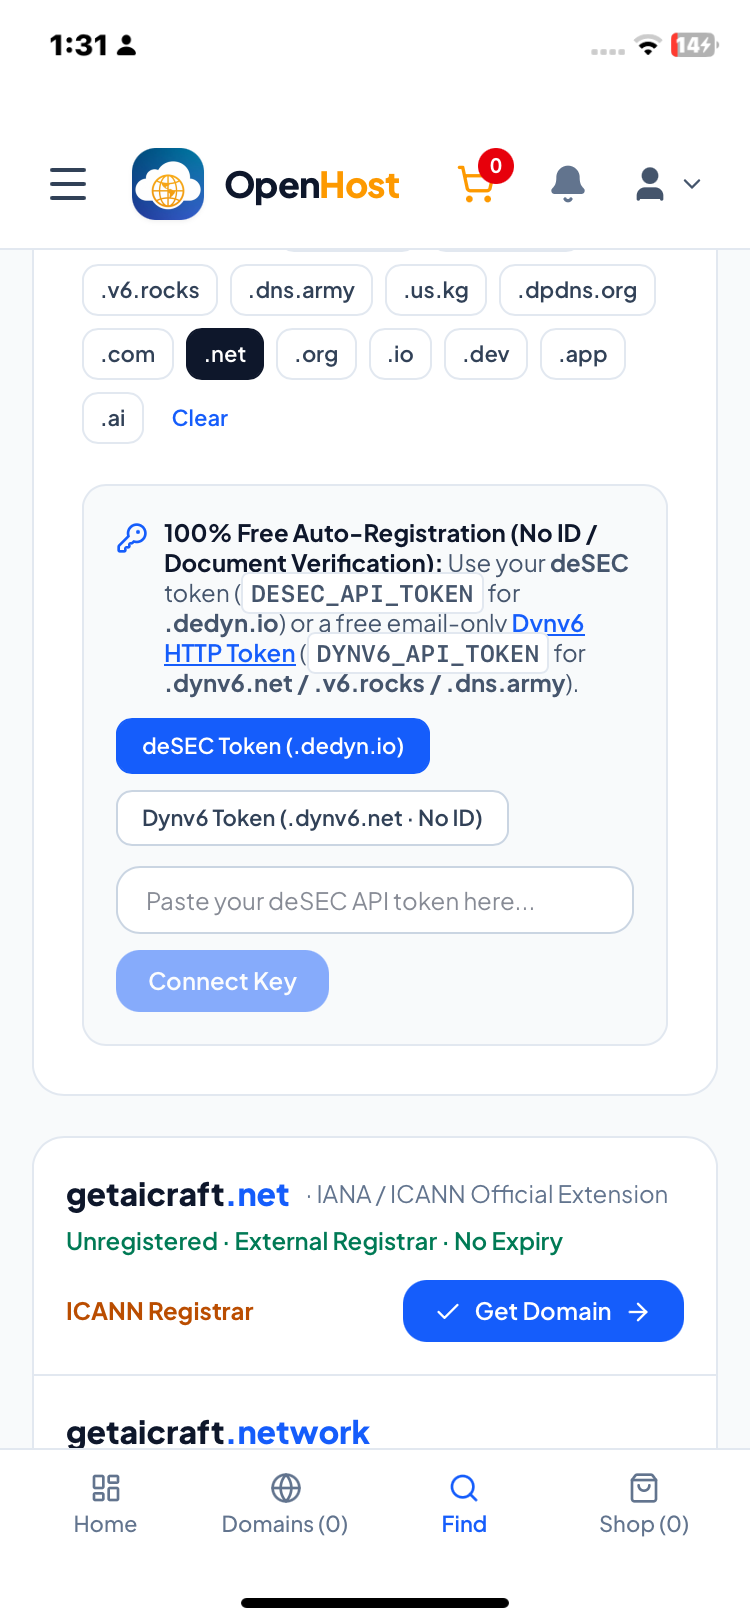 1:31
14
OpenHost
0
.v6.rocks
.dns.army
.us.kg
.dpdns.org
.com
.net
.org
.io
.dev
.app
.ai
Clear
100% Free Auto-Registration (No ID /
Document Verification): Use your deSEC
token ( DESEC_API_TOKEN for
.dedyn.io) or a free email-only Dynv6
HTTP Token ( DYNV6_API_TOKEN for
.dynv6.net / .v6.rocks / .dns.army).
deSEC Token (.dedyn.io)
Dynv6 Token (.dynv6.net · No ID)
Paste your deSEC API token here...
Connect Key
getaicraft.net · IANA / ICANN Official Extension
Unregistered · External Registrar · No Expiry
ICANN Registrar
Get Domain
getaicraft.network
Home
Domains (0)
Find
Shop (0)